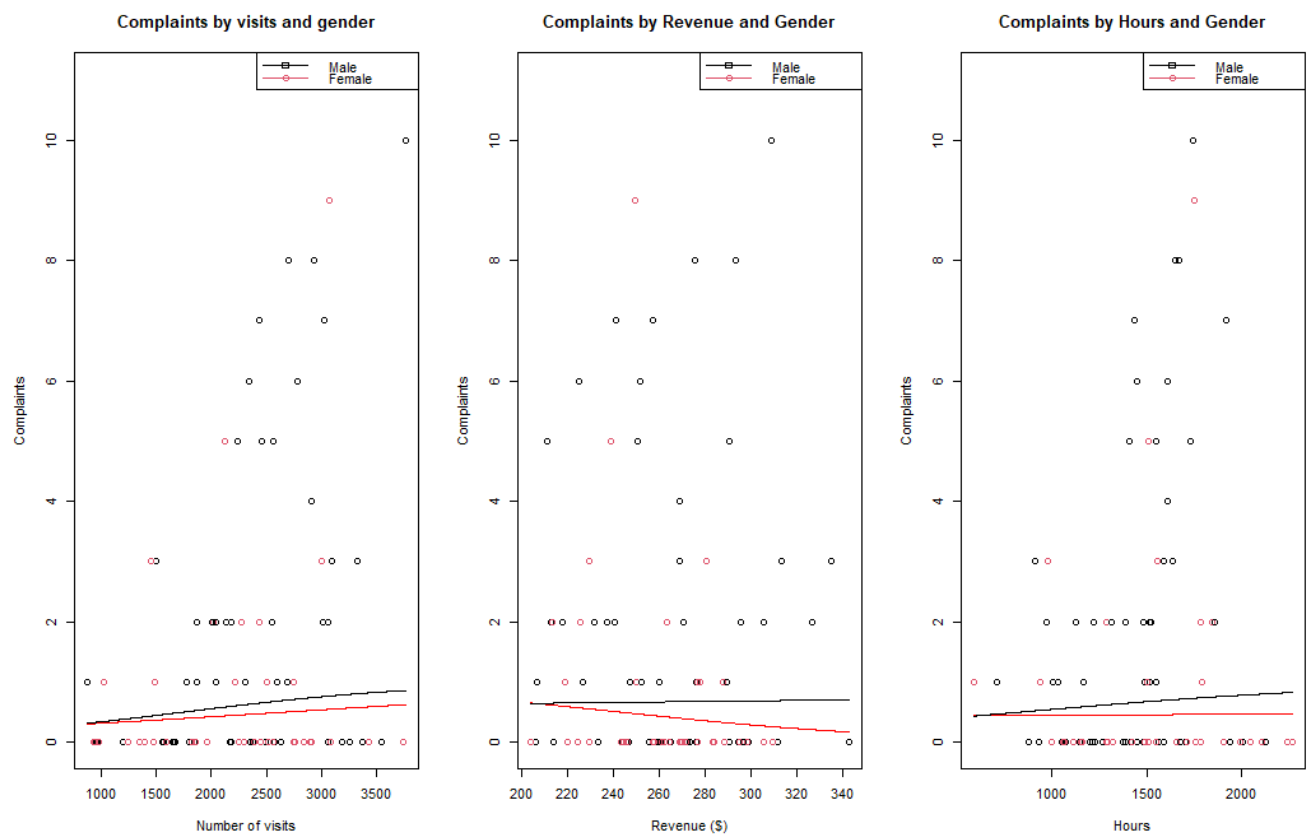 Complaints by visits and gender
Male
Female
10
8
6
4
2
0
Complaints
1000 1500 2000 2500 3000 3500
Number of visits
Complaints by Revenue and Gender
Male
Female
10
8
6
4
2
0
Complaints
200 220 240 260 280 300 320 340
Revenue ($)
Complaints by Hours and Gender
Male
Female
10
8
6
4
2
0
Complaints
1000 1500 2000
Hours